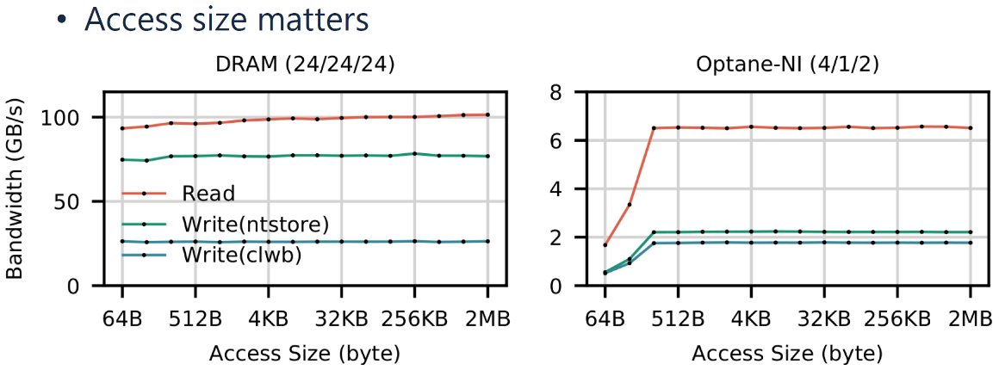 • Access size matters
DRAM (24/24/24)
Bandwidth (GB/s)
100
50
0
Read
Write(ntstore)
Write(clwb)
64B 512B 4KB 32KB 256KB 2MB
Access Size (byte)
Optane-NI (4/1/2)
8
6
4
2
0
64B 512B 4KB 32KB 256KB 2MB
Access Size (byte)